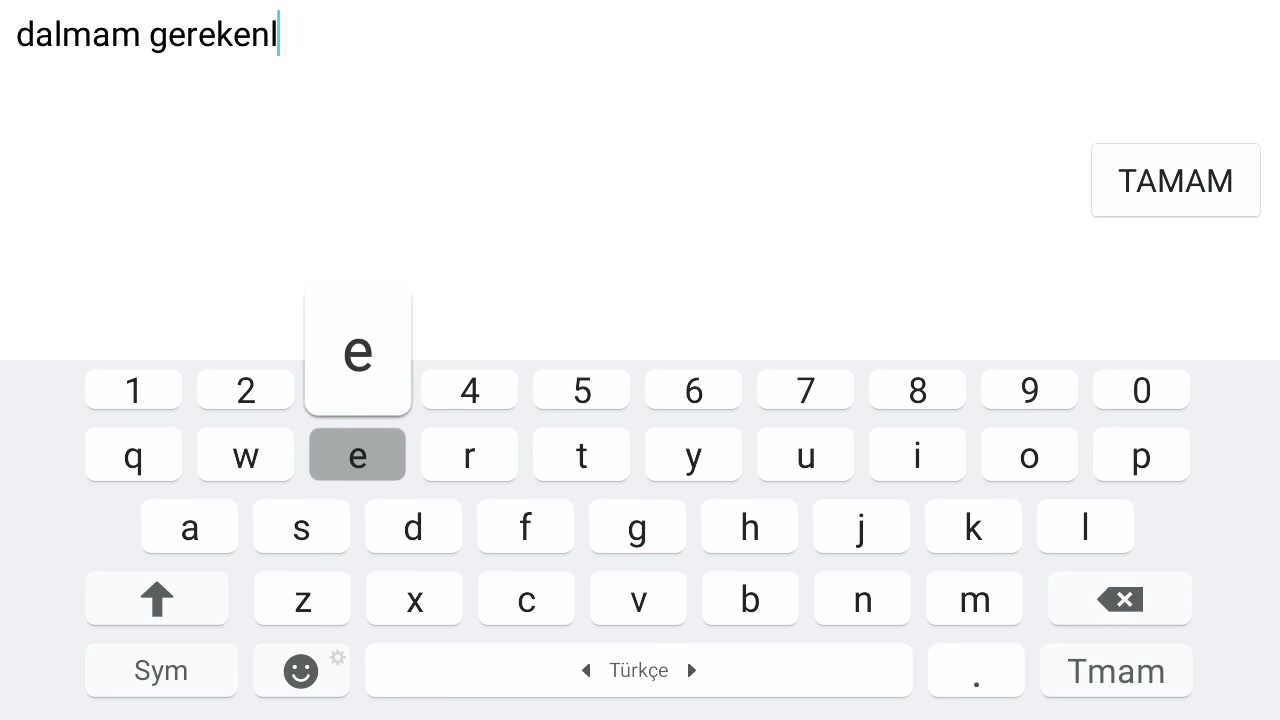 dalmam gerekenl
TAMAM
e
1 2 4 5 6 7 8 9 0
q w e r t y u i o p
a s d f g h j k l
z x c v b n m
Sym Türkçe . Tmam